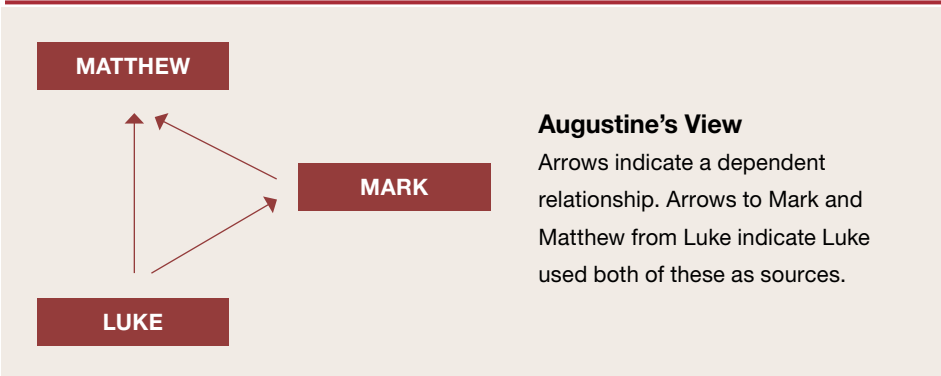 MATTHEW
MARK
LUKE
Augustine’s View
Arrows indicate a dependent
relationship. Arrows to Mark and
Matthew from Luke indicate Luke
used both of these as sources.